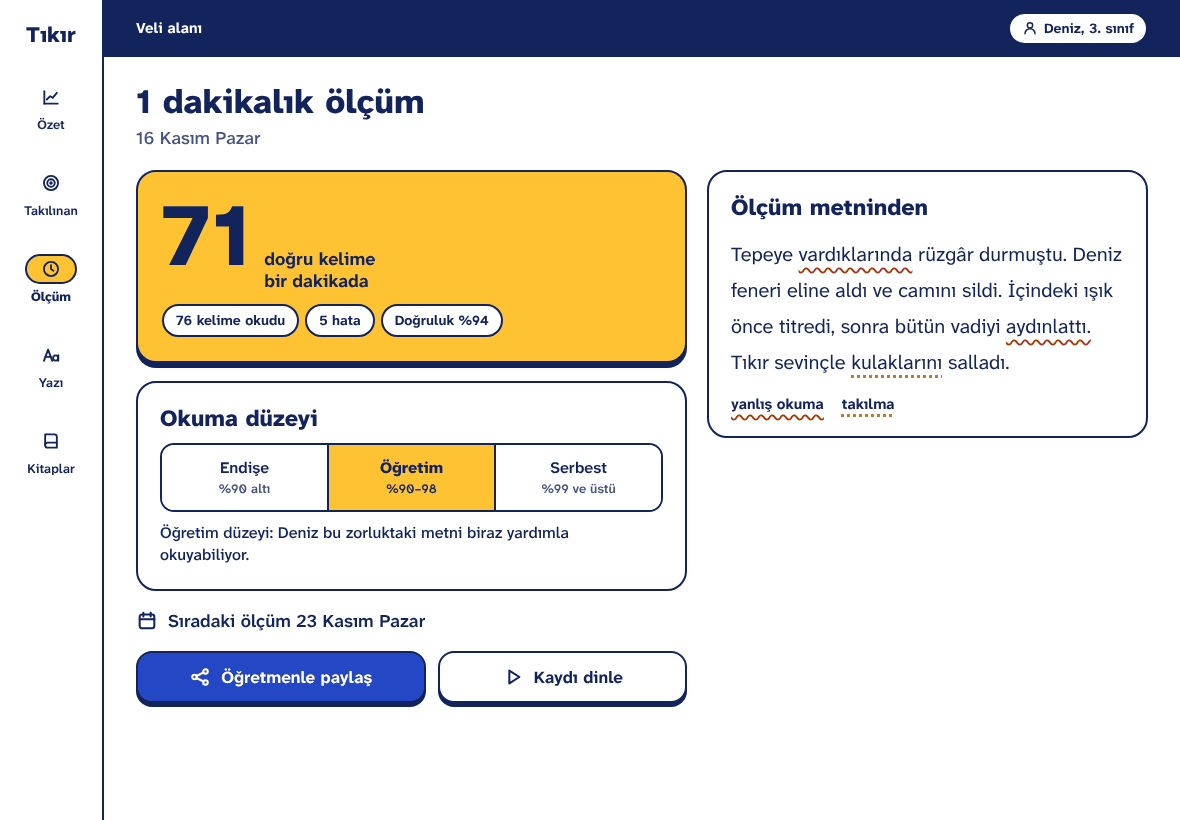 Tıkır
Özet
Takılınan
Ölçüm
Yazı
Kitaplar
Veli alanı
Deniz, 3. sınıf
1 dakikalık ölçüm
16 Kasım Pazar
71
doğru kelime
bir dakikada
76 kelime okudu
5 hata
Doğruluk %94
Okuma düzeyi
Endişe
%90 altı
Öğretim
%90–98
Serbest
%99 ve üstü
Öğretim düzeyi: Deniz bu zorluktaki metni biraz yardımla
okuyabiliyor.
Sıradaki ölçüm 23 Kasım Pazar
Öğretmenle paylaş
Kaydı dinle
Ölçüm metninden
Tepeye vardıklarında rüzgâr durmuştu. Deniz
feneri eline aldı ve camını sildi. İçindeki ışık
önce titredi, sonra bütün vadiyi aydınlattı.
Tıkır sevinçle kulaklarını salladı.
yanlış okuma
takılma